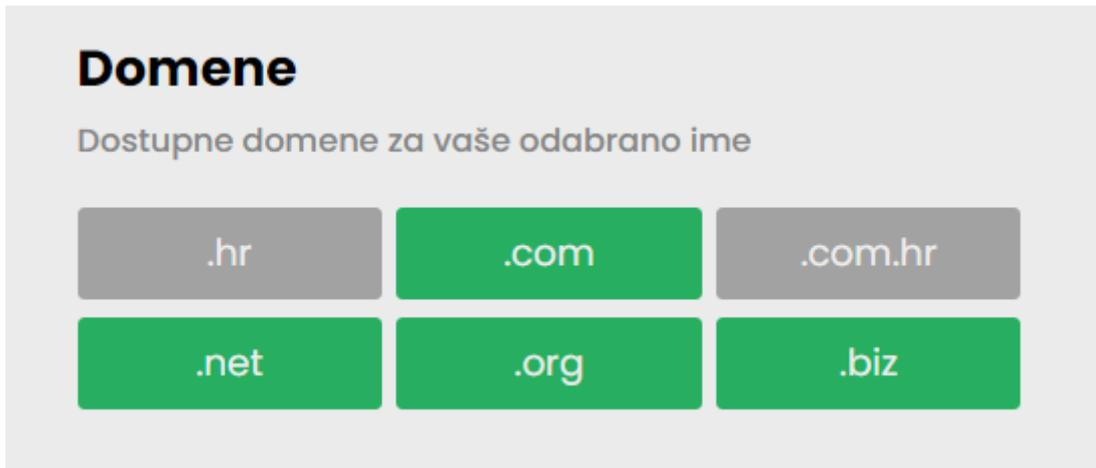 Domene
Dostupne domene za vaše odabrano ime
.hr .com .com.hr
.net .org .biz